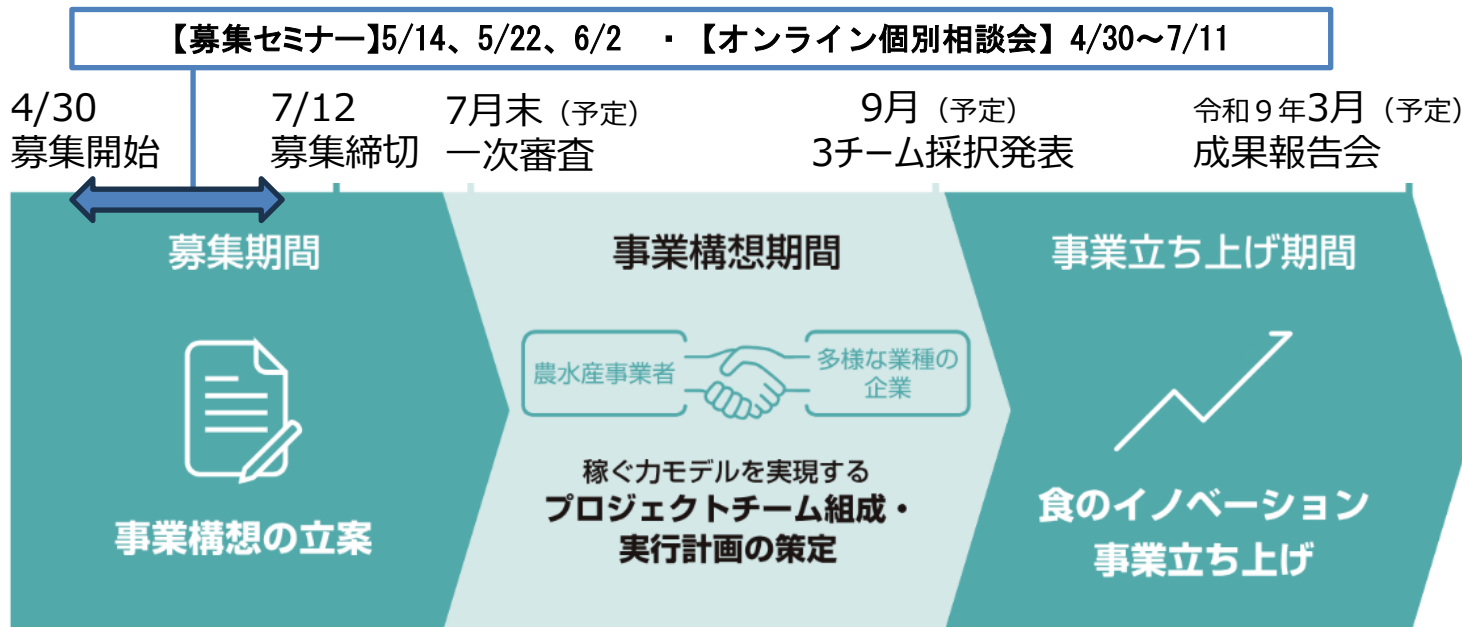 【募集セミナー】5/14、5/22、6/2　・【オンライン個別相談会】4/30～7/11
4/30
募集開始
7/12
募集締切
7月末（予定）
一次審査
9月（予定）
3チーム採択発表
令和９年3月（予定）
成果報告会
募集期間
事業構想の立案
事業構想期間
農水産事業者
多様な業種の
企業
稼ぐ力モデルを実現する
プロジェクトチーム組成・
実行計画の策定
事業立ち上げ期間
食のイノベーション
事業立ち上げ